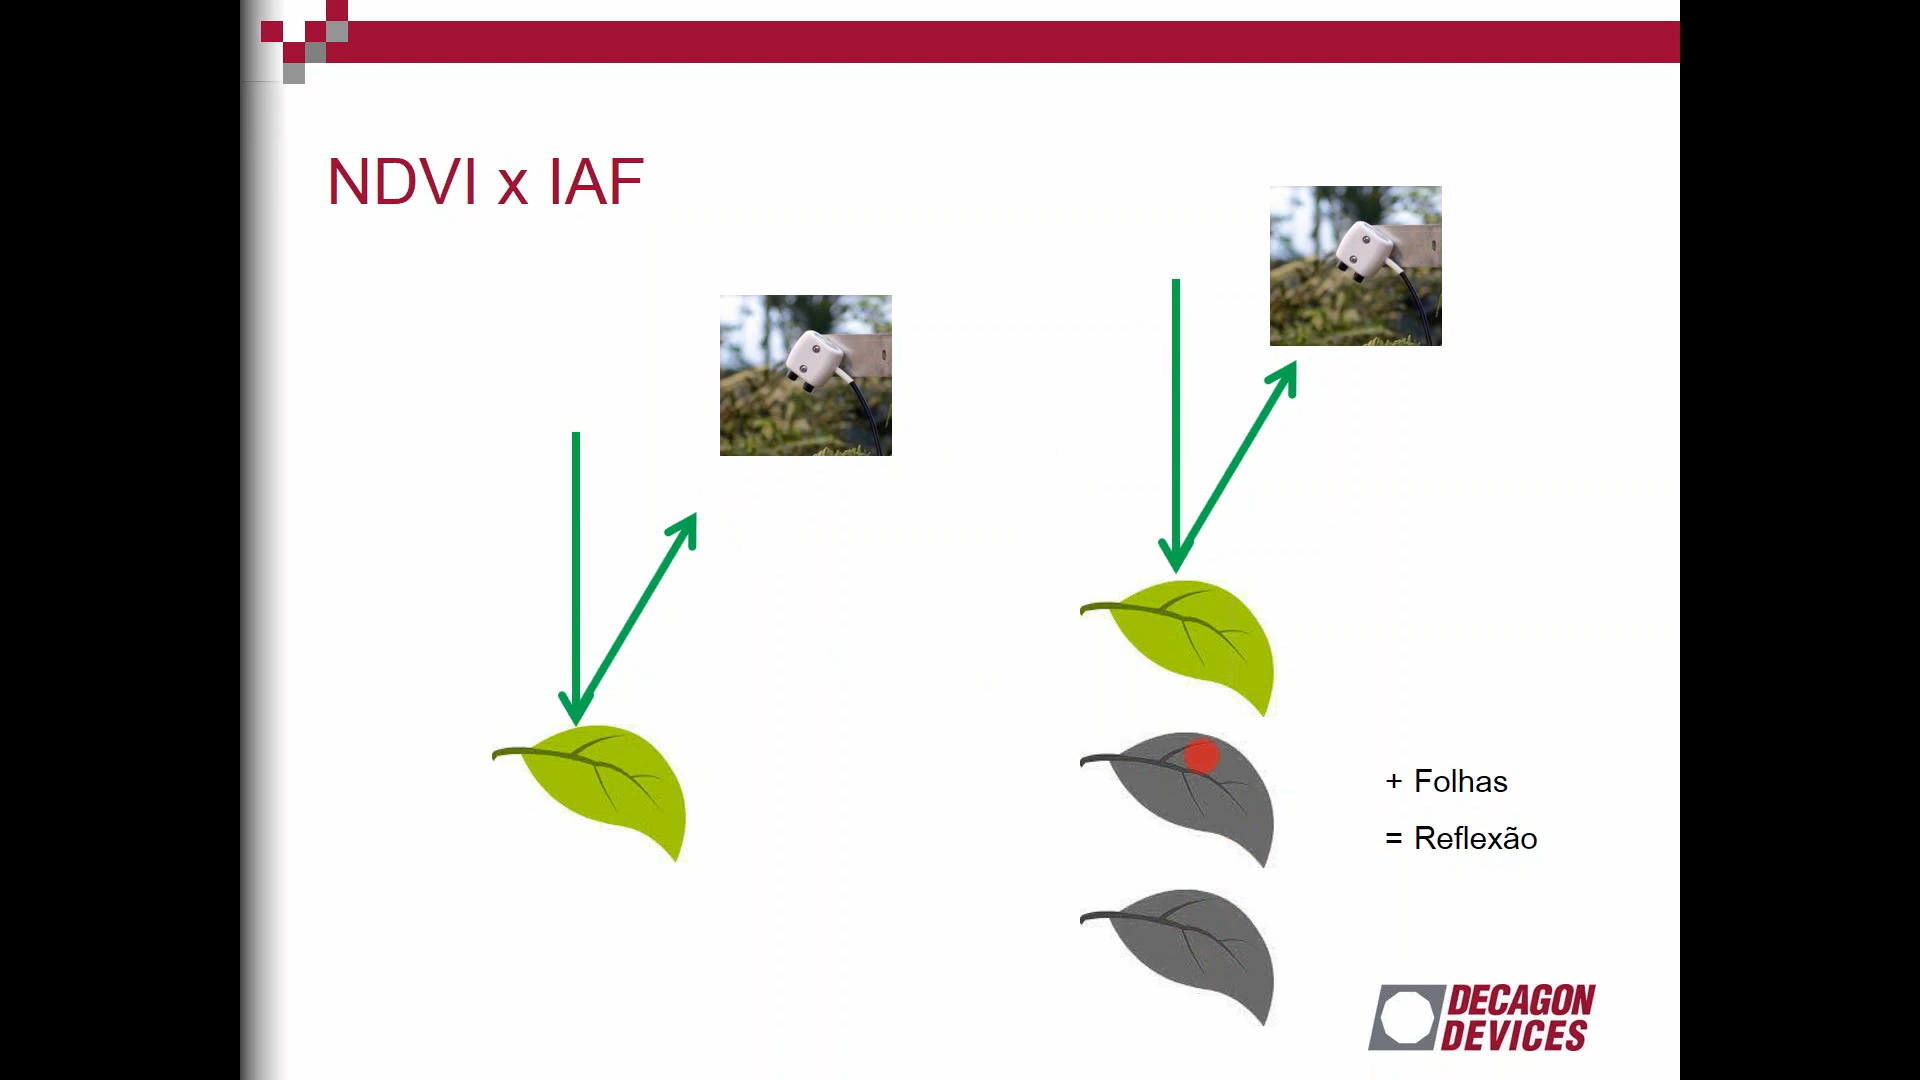 NDVI x IAF
+ Folhas
= Reflexão
DECAGON
DEVICES